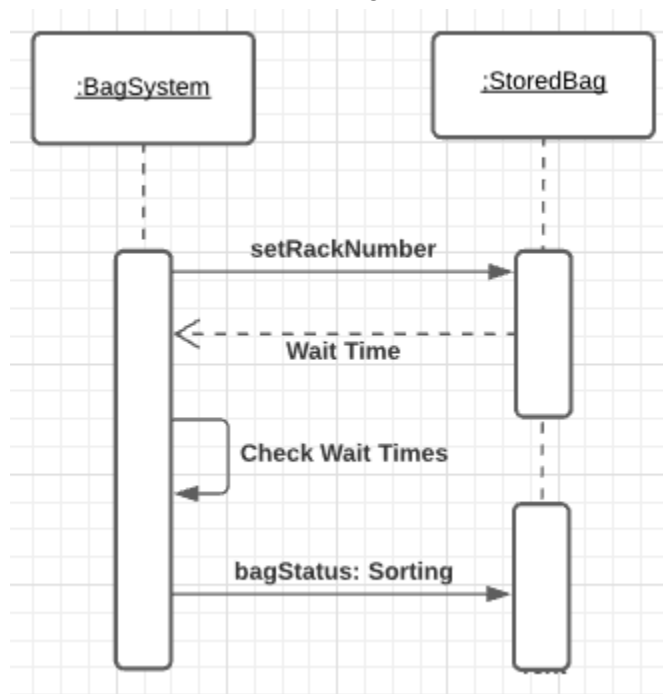 :BagSystem
:StoredBag
setRackNumber
Wait Time
Check Wait Times
bagStatus: Sorting